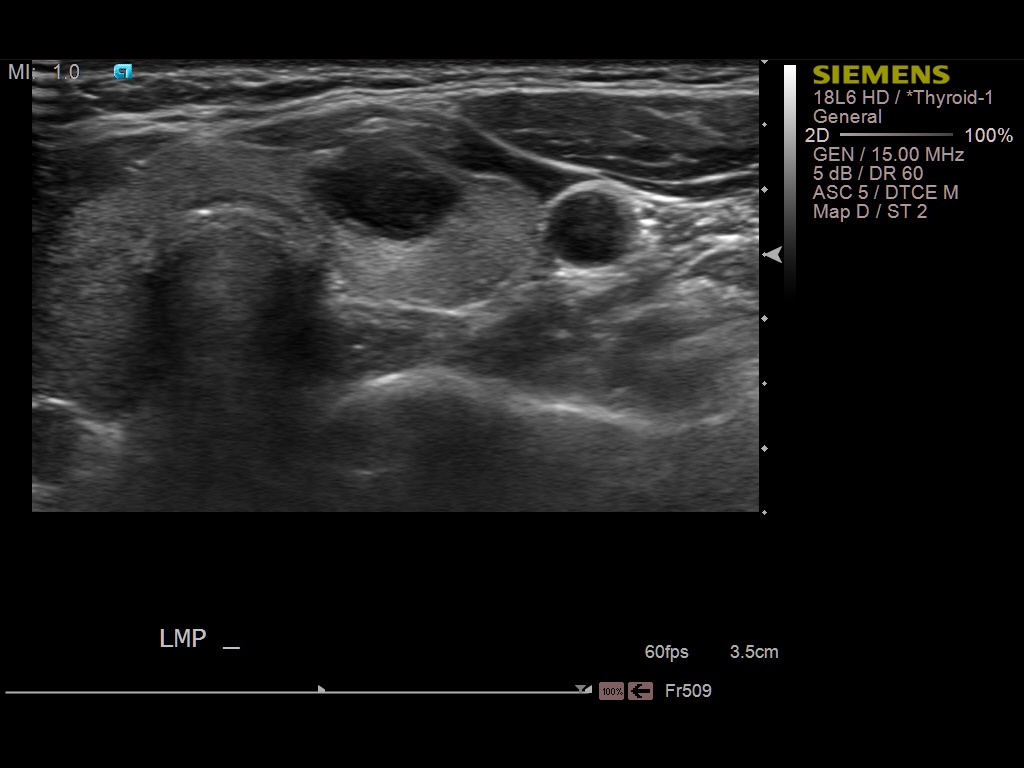 MI: 1.0
SIEMENS
18L6 HD / *Thyroid-1
General
2D 100%
GEN / 15.00 MHz
5 dB / DR 60
ASC 5 / DTCE M
Map D / ST 2
LMP _
60fps 3.5cm
100% Fr509